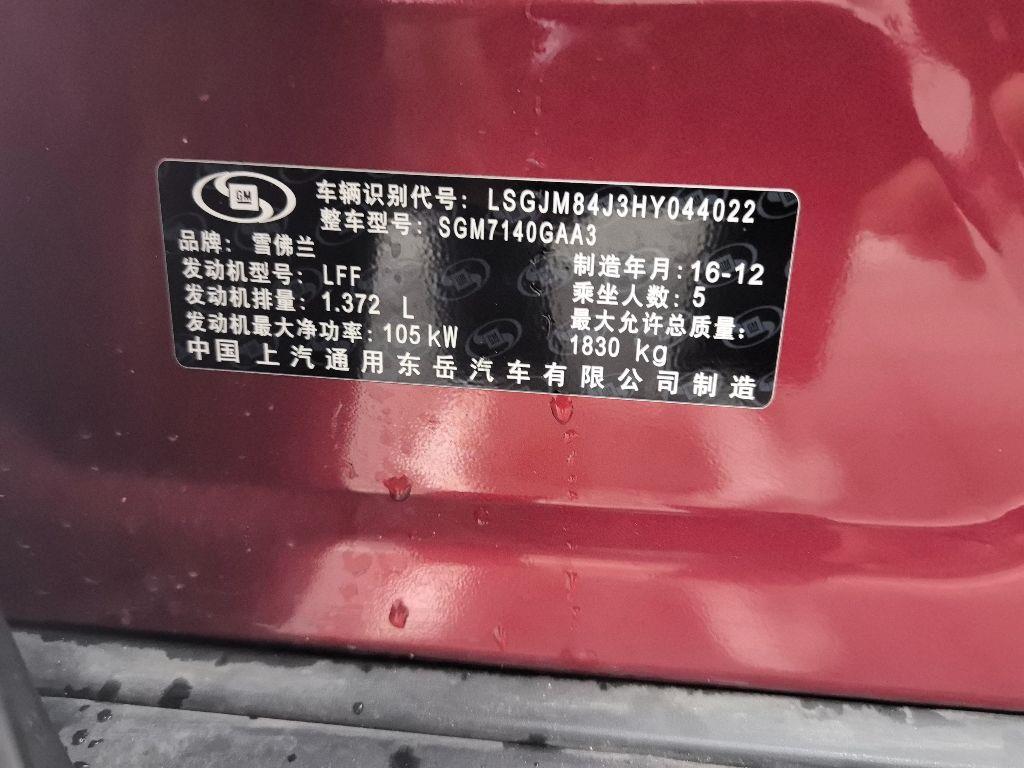 GM
车辆识别代号: LSGJM84J3HY044022
整车型号: SGM7140GAA3
品牌: 雪佛兰
发动机型号: LFF
制造年月: 16-12
发动机排量: 1.372 L
乘坐人数: 5
发动机最大净功率: 105 kW
最大允许总质量:
1830 kg
中国 上汽通用东岳汽车有限公司制造